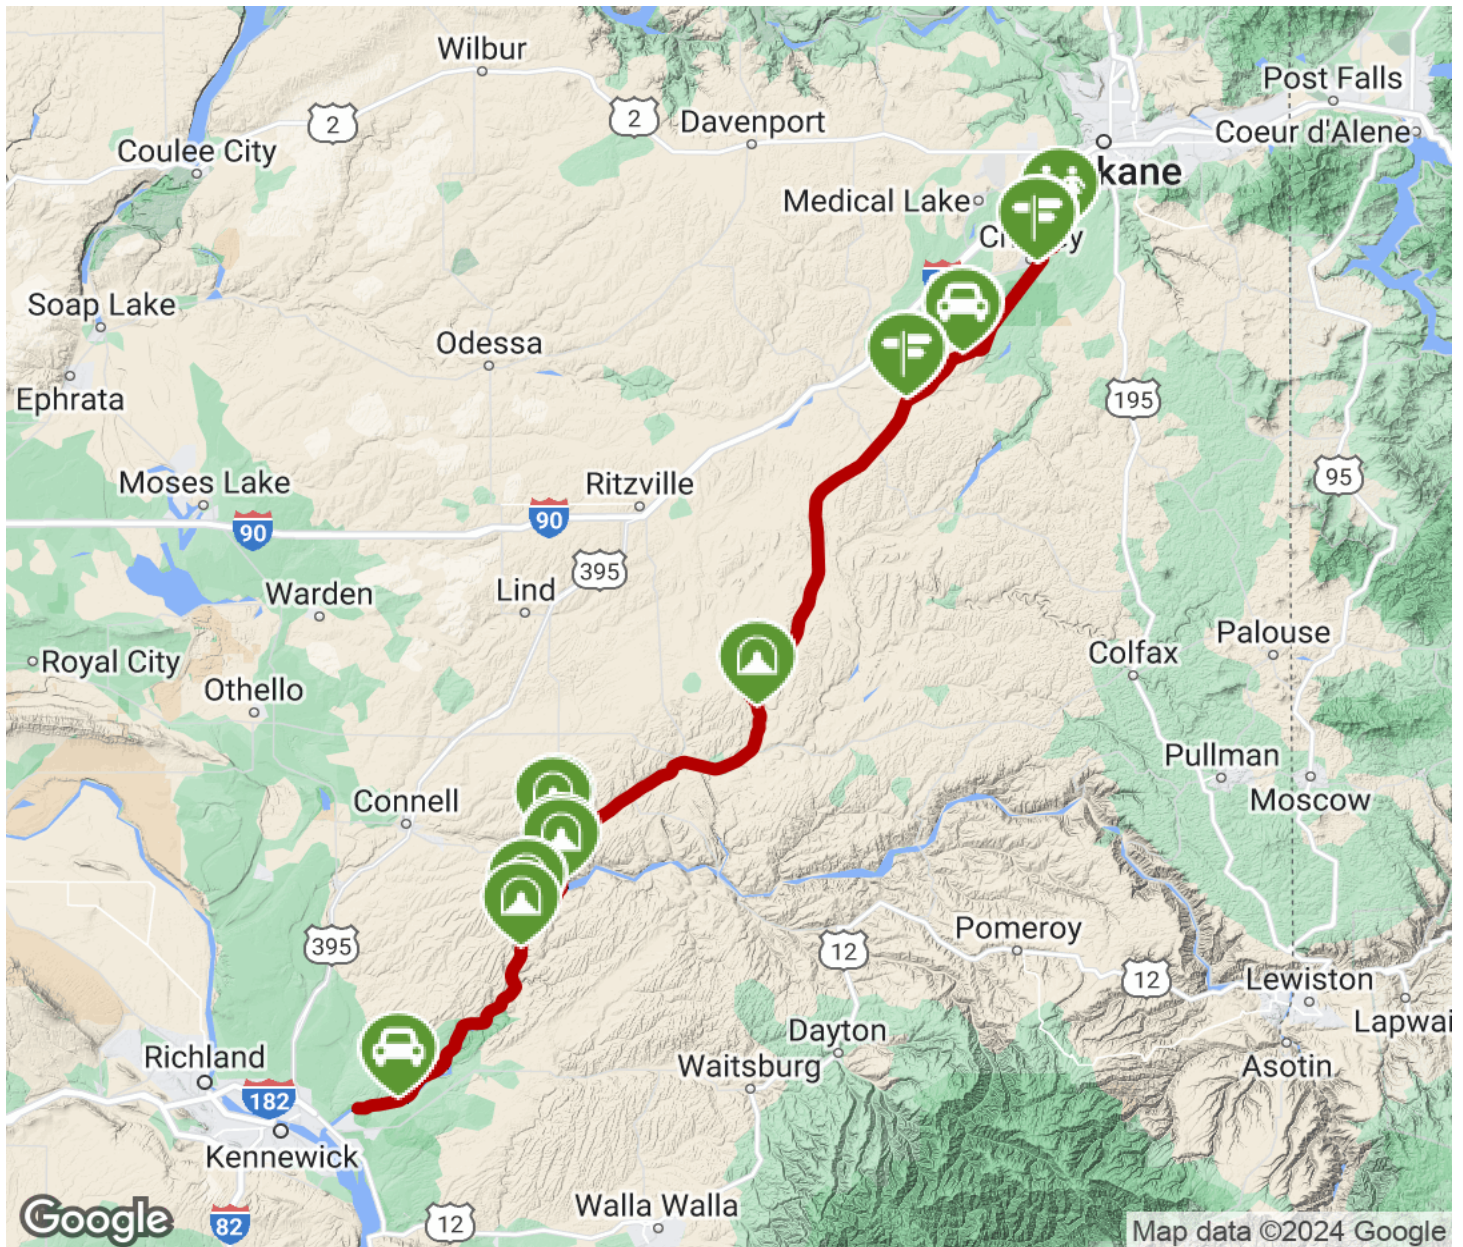 Wilbur
Post Falls
2
2
Davenport
Coeur d'Alene
Coulee City
kane
Medical Lake
Soap Lake
Odessa
Ephrata
195
Moses Lake
Ritzville
95
90
90
395
Lind
Warden
Palouse
Royal City
Colfax
Othello
Pullman
Connell
Moscow
395
Pomeroy
12
12
Lewiston
Lapwai
Dayton
Richland
Waitsburg
Asotin
182
Kennewick
Walla Walla
Google
82
12
Map data ©2024 Google